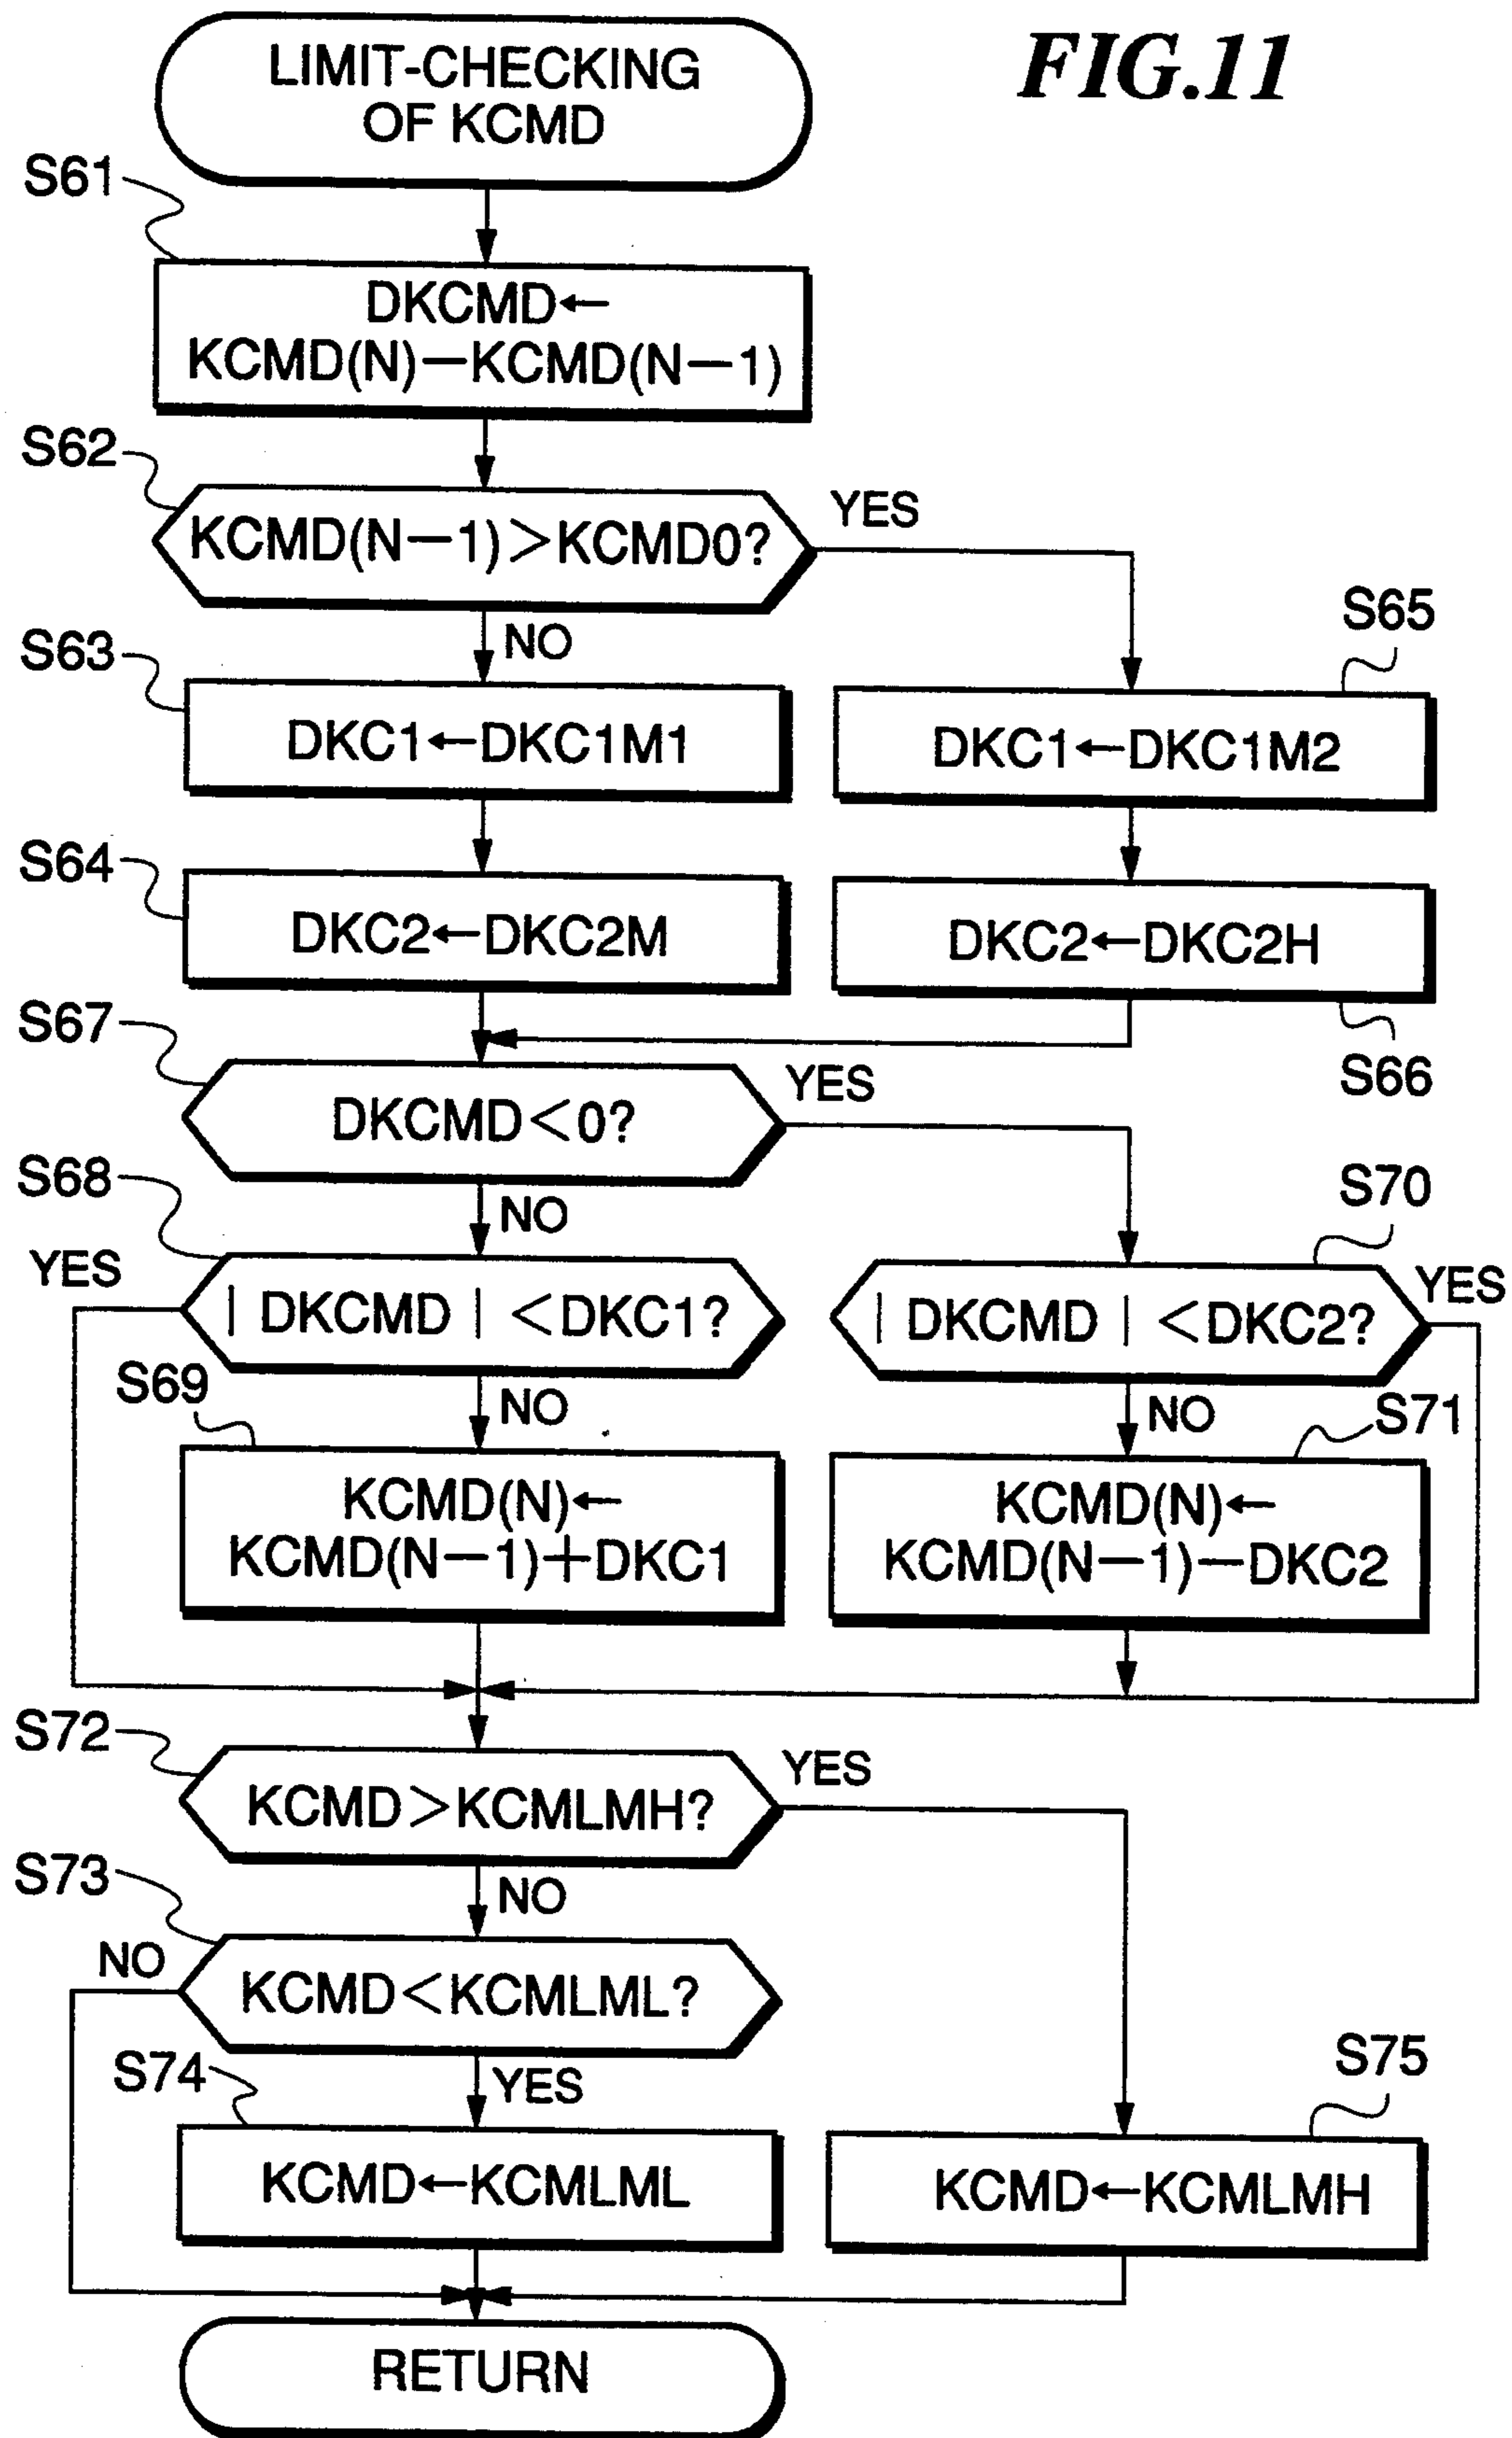 FIG.11
LIMIT-CHECKING
OF KCMD
S61
DKCMD←
KCMD(N)−KCMD(N−1)
S62
KCMD(N−1)>KCMD0?
YES
NO
S63
DKC1←DKC1M1
S65
DKC1←DKC1M2
S64
DKC2←DKC2M
DKC2←DKC2H
S66
S67
DKCMD<0?
YES
NO
S68
YES
| DKCMD | <DKC1?
NO
S70
| DKCMD | <DKC2?
YES
NO
S69
KCMD(N)←
KCMD(N−1)+DKC1
S71
KCMD(N)←
KCMD(N−1)−DKC2
S72
KCMD>KCMLMH?
YES
NO
S73
NO
KCMD<KCMLML?
YES
S74
KCMD←KCMLML
S75
KCMD←KCMLMH
RETURN